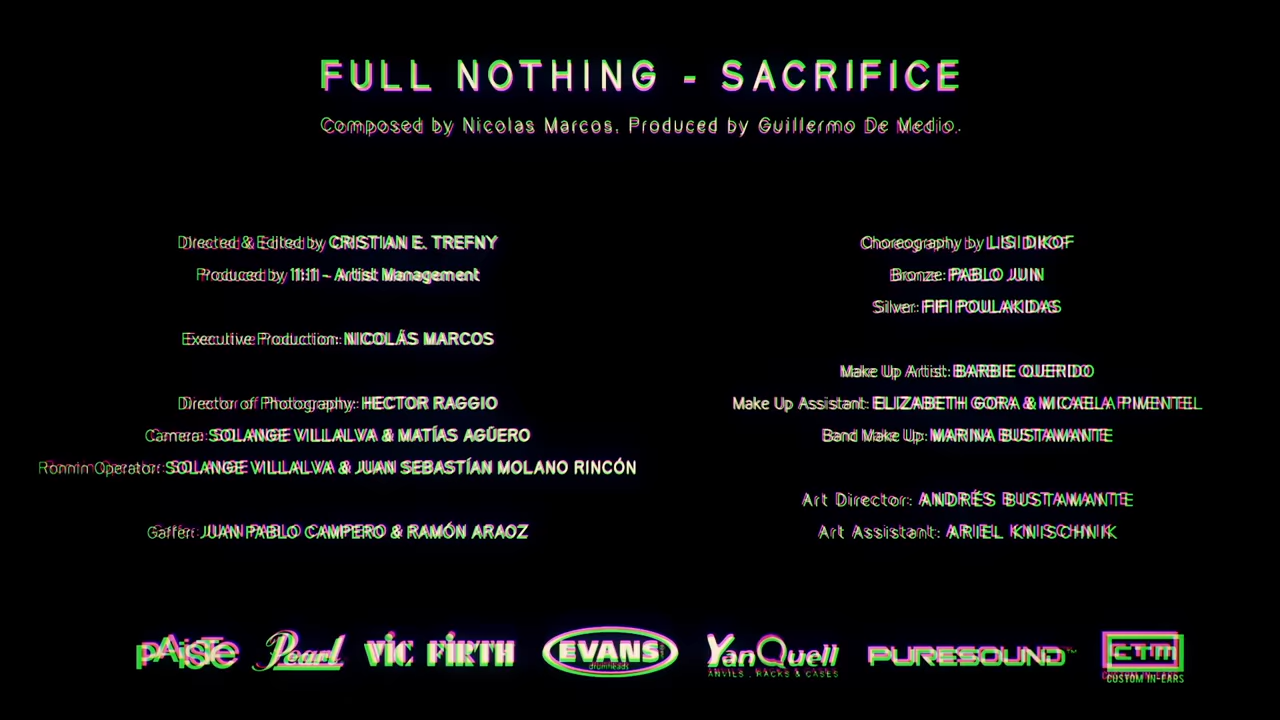 FULL NOTHING - SACRIFICE
Composed by Nicolas Marcos. Produced by Guillermo De Medio.
Directed & Edited by CRISTIAN E. TREFNY
Produced by 11:11 - Artist Management
Executive Production: NICOLÁS MARCOS
Director of Photography: HECTOR RAGGIO
Camera: SOLANGE VILLALVA & MATÍAS AGÜERO
Ronnin Operator: SOLANGE VILLALVA & JUAN SEBASTÍAN MOLANO RINCÓN
Gaffer: JUAN PABLO CAMPERO & RAMÓN ARAOZ
Choreography by LISI DIKOF
Bronze: PABLO JUIN
Silver: FIFI POULAKIDAS
Make Up Artist: BARBIE QUERIDO
Make Up Assistant: ELIZABETH GORA & MICAELA PIMENTEL
Band Make Up: MARINA BUSTAMANTE
Art Director: ANDRÉS BUSTAMANTE
Art Assistant: ARIEL KNISCHNIK
PAiSTe Pearl VIC FIRTH EVANS drumheads YanQuell ANVILS, RACKS & CASES PURESOUND™ CTM CUSTOM IN-EARS